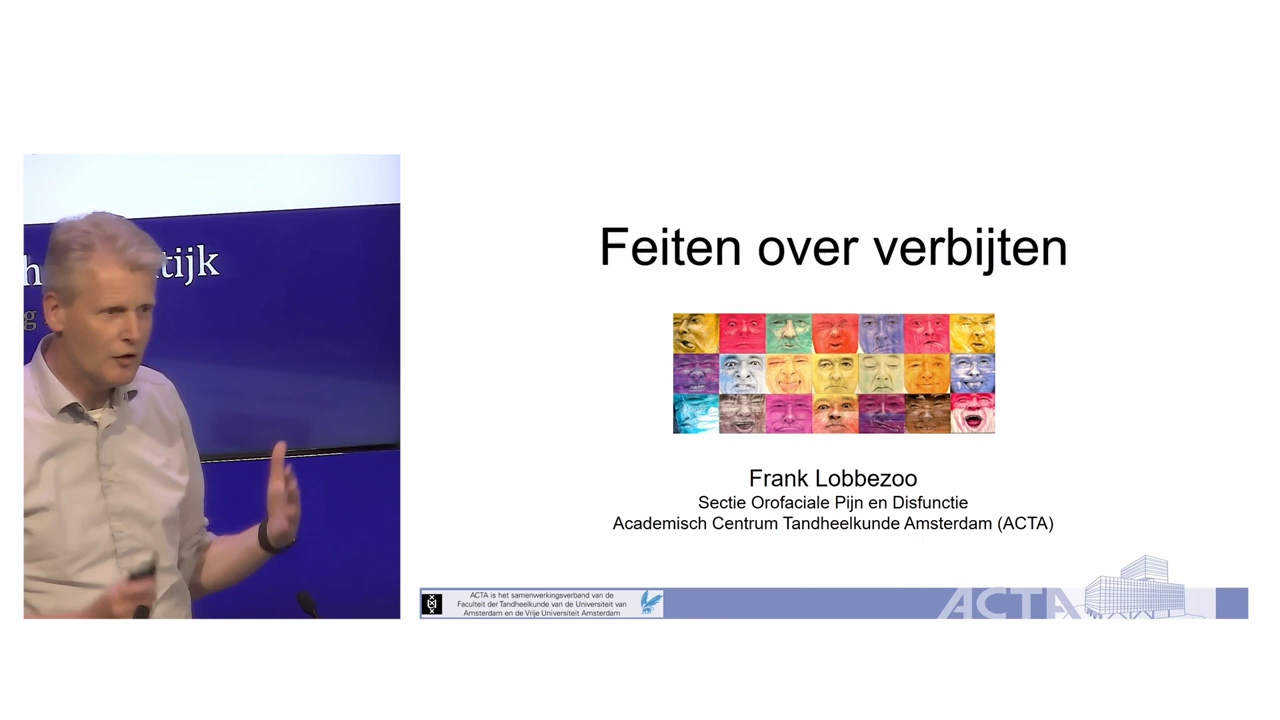 tijk
g
Feiten over verbijten
Frank Lobbezoo
Sectie Orofaciale Pijn en Disfunctie
Academisch Centrum Tandheelkunde Amsterdam (ACTA)
ACTA is het samenwerkingsverband van de
Faculteit der Tandheelkunde van de Universiteit van
Amsterdam en de Vrije Universiteit Amsterdam
ACTA